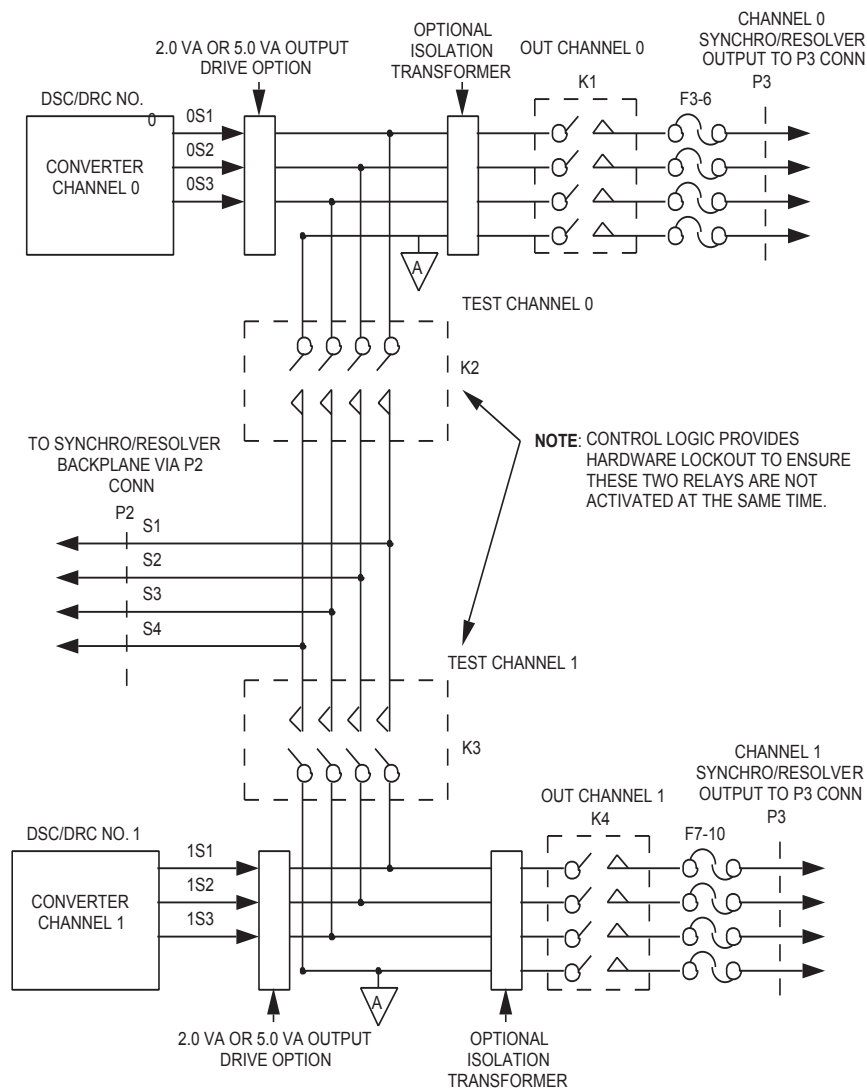 CHANNEL 0
SYNCHRO/RESOLVER
OUTPUT TO P3 CONN
2.0 VA OR 5.0 VA OUTPUT
DRIVE OPTION
OPTIONAL
ISOLATION
TRANSFORMER
OUT CHANNEL 0
K1
F3-6
P3
DSC/DRC NO.
0
0S1
0S2
0S3
CONVERTER
CHANNEL 0
A
TEST CHANNEL 0
K2
NOTE: CONTROL LOGIC PROVIDES
HARDWARE LOCKOUT TO ENSURE
THESE TWO RELAYS ARE NOT
ACTIVATED AT THE SAME TIME.
TO SYNCHRO/RESOLVER
BACKPLANE VIA P2
CONN
P2
S1
S2
S3
S4
TEST CHANNEL 1
K3
CHANNEL 1
SYNCHRO/RESOLVER
OUTPUT TO P3 CONN
OUT CHANNEL 1
K4
F7-10
P3
DSC/DRC NO. 1
1S1
1S2
1S3
CONVERTER
CHANNEL 1
A
2.0 VA OR 5.0 VA OUTPUT
DRIVE OPTION
OPTIONAL
ISOLATION
TRANSFORMER